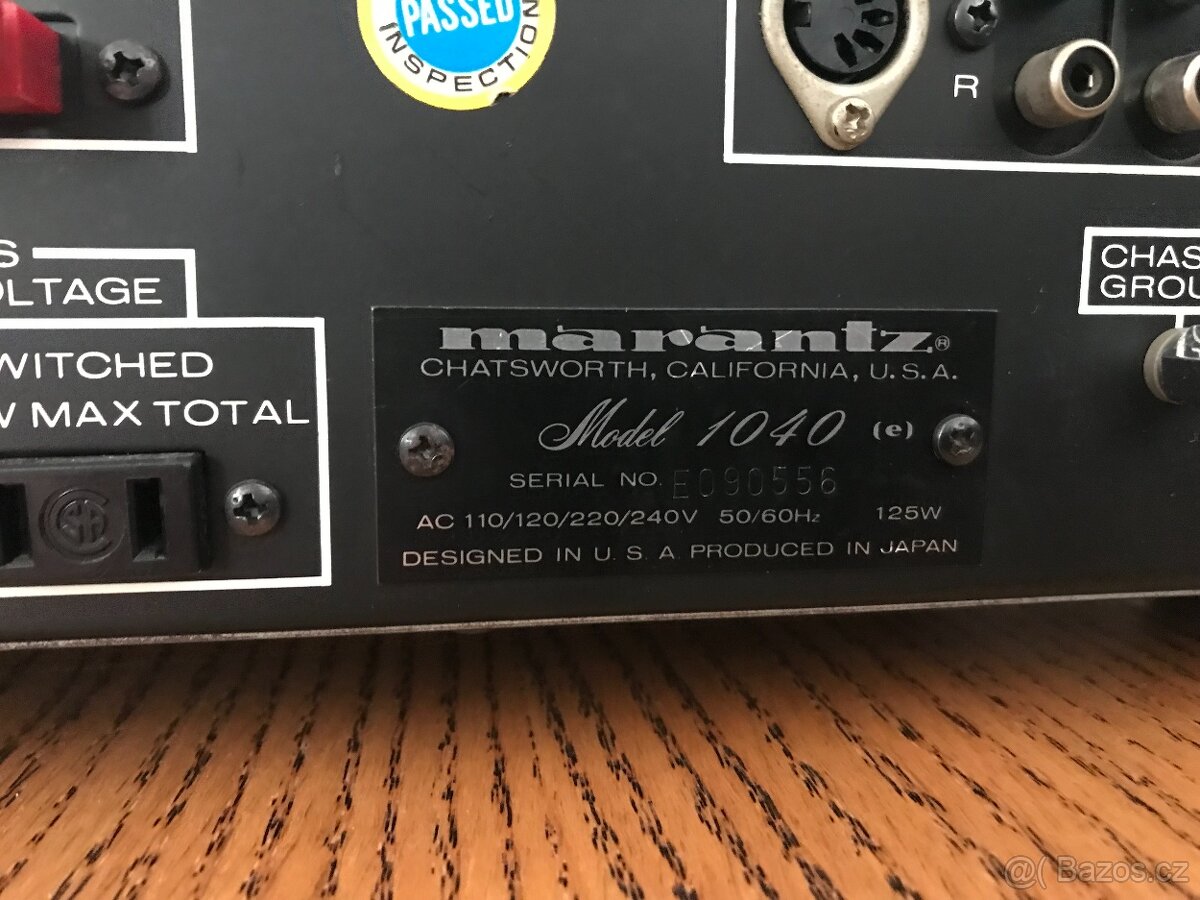 PASSED
INSPECTION
R
S
OLTAGE
WITCHED
W MAX TOTAL
CHAS
GROU
marantz®
CHATSWORTH, CALIFORNIA, U.S.A.
Model 1040 (e)
SERIAL NO. E090556
AC 110/120/220/240V 50/60Hz 125W
DESIGNED IN U. S. A PRODUCED IN JAPAN
@( Bazos.cz